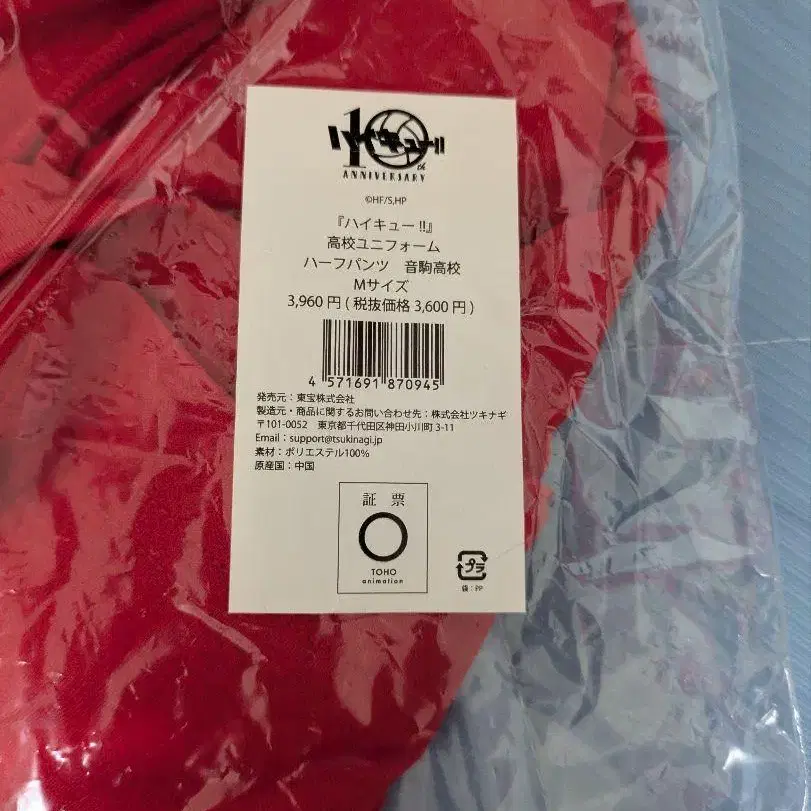 ハイキュー!!
10th
ANNIVERSARY
©HF/S,HP
『ハイキュー!!』
高校ユニフォーム
ハーフパンツ 音駒高校
Mサイズ
3,960円(税抜価格3,600円)
4 571691 870945
発売元:東宝株式会社
製造元・商品に関するお問い合わせ先:株式会社ツキナギ
〒101-0052 東京都千代田区神田小川町3-11
Email:support@tsukinagi.jp
素材:ポリエステル100%
原産国:中国
証票
TOHO
animation
プラ
袋:PP